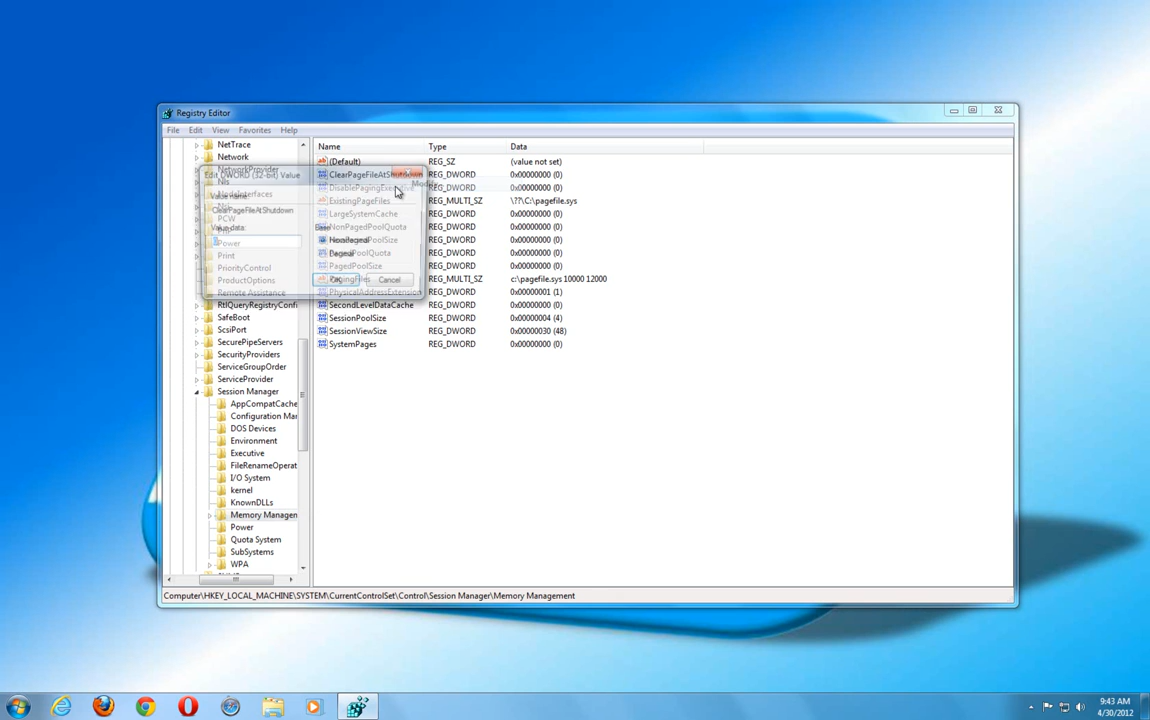 Registry Editor
File Edit View Favorites Help
NetTrace
Network
NetworkProvider
Nls
NodeInterfaces
PCW
Power
Print
PriorityControl
ProductOptions
Remote Assistance
RtlQueryRegistryConfi
SafeBoot
ScsiPort
SecurePipeServers
SecurityProviders
ServiceGroupOrder
ServiceProvider
Session Manager
AppCompatCache
Configuration Mar
DOS Devices
Environment
Executive
FileRenameOperat
I/O System
kernel
KnownDLLs
Memory Managen
Power
Quota System
SubSystems
WPA
Edit DWORD (32-bit) Value
Value name:
ClearPageFileAtShutdown
Value data:
Base
Hexadecimal
Decimal
OK Cancel
Name Type Data
(Default) REG_SZ (value not set)
ClearPageFileAtShutdown REG_DWORD 0x00000000 (0)
DisablePagingExecutive REG_DWORD 0x00000000 (0)
ExistingPageFiles REG_MULTI_SZ \??\C:\pagefile.sys
LargeSystemCache REG_DWORD 0x00000000 (0)
NonPagedPoolQuota REG_DWORD 0x00000000 (0)
NonPagedPoolSize REG_DWORD 0x00000000 (0)
PagedPoolQuota REG_DWORD 0x00000000 (0)
PagedPoolSize REG_DWORD 0x00000000 (0)
PagingFiles REG_MULTI_SZ c:\pagefile.sys 10000 12000
PhysicalAddressExtension REG_DWORD 0x00000001 (1)
SecondLevelDataCache REG_DWORD 0x00000000 (0)
SessionPoolSize REG_DWORD 0x00000004 (4)
SessionViewSize REG_DWORD 0x00000030 (48)
SystemPages REG_DWORD 0x00000000 (0)
Computer\HKEY_LOCAL_MACHINE\SYSTEM\CurrentControlSet\Control\Session Manager\Memory Management
9:43 AM
4/30/2012